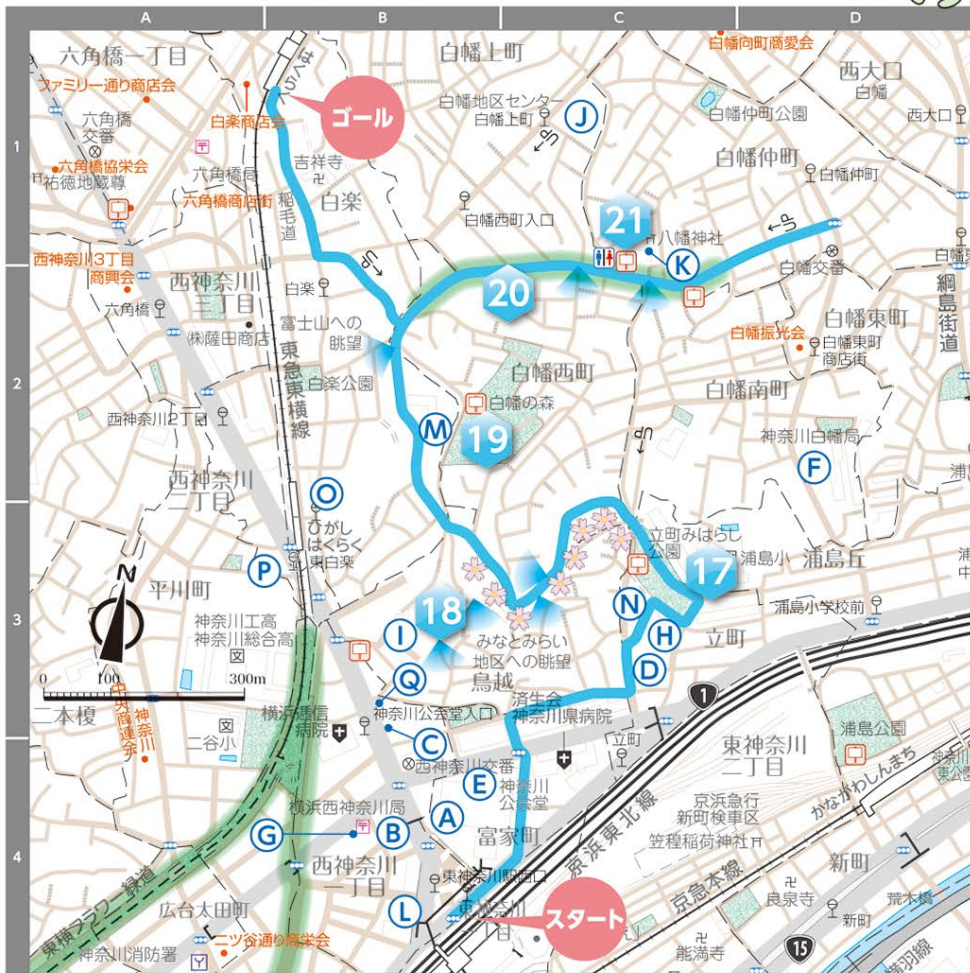 A
B
C
D
1
2
3
4
六角橋一丁目
ファミリー通り商店会
六角橋
交番
六角橋協栄会
祐徳地蔵尊
白楽商店会
六角橋局
六角橋商店街
西神奈川3丁目
商興会
六角橋
西神奈川
三丁目
㈱薩田商店
はくらく
ゴール
吉祥寺
白楽
稲毛道
UP
白楽
富士山への
眺望
白楽公園
東急東横線
白幡上町
白幡地区センター
白幡上町
UP
J
白幡西町入口
21
八幡神社
K
20
白幡向町商愛会
白幡仲町公園
白幡仲町
白幡仲町
UP
白幡交番
西大口
白幡
西大口
綱島街道
白幡東町
白幡振光会
白幡東町
商店街
白幡西町
白幡の森
19
M
白幡南町
UP
神奈川白幡局
F
西神奈川2丁目
西神奈川
二丁目
O
ひがし
はくらく
東白楽
P
平川町
N
神奈川工高
神奈川総合高
0
100
300m
二本榎
神奈川
二谷小
横浜通信
病院
I
Q
神奈川公会堂入口
C
18
みなとみらい
地区への眺望
鳥越
立町みはらし
公園
17
浦島小
浦島丘
浦島小学校前
N
H
D
立町
1
済生会
神奈川県病院
立町
西神奈川交番
E
神奈川
公会堂
横浜西神奈川局
A
B
G
富家町
西神奈川
一丁目
東神奈川駅西口
L
スタート
東神奈川
二丁目
浦島公園
京浜急行
新町検車区
笠䅣稲荷神社
かながわしんまち
新町
京浜東北線
京急本線
良泉寺
能満寺
新町
荒木橋
15
横羽線
東横フラワー緑道
広台太田町
神奈川消防署
二ツ谷通り商栄会